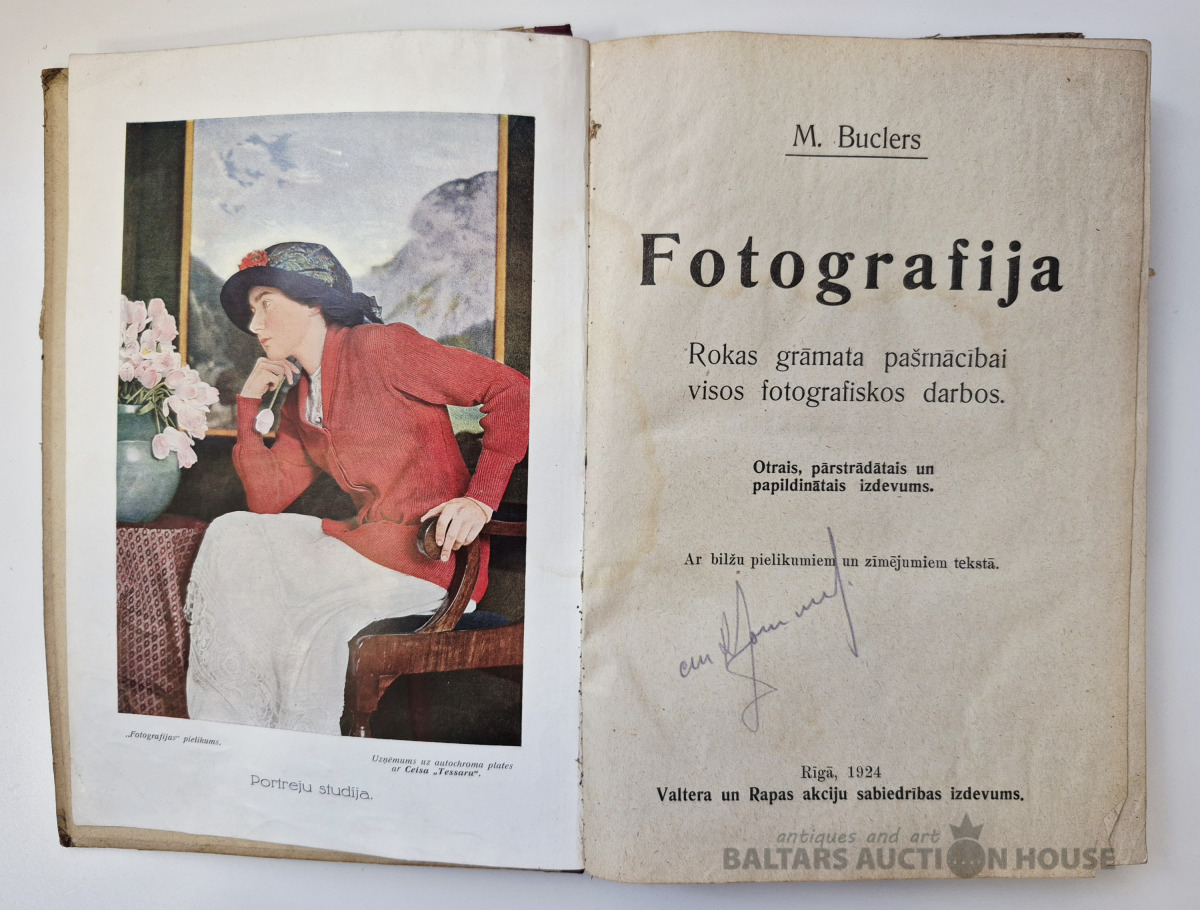 „Fotografijas“ pielikums.
Uzņēmums uz autochroma plates
ar Ceisa „Tessaru“.
Portreju studija.
M. Buclers
Fotografija
Rokas grāmata pašmācībai
visos fotografiskos darbos.
Otrais, pārstrādātais un
papildinātais izdevums.
Ar bilžu pielikumiem un zīmējumiem tekstā.
Rīgā, 1924
Valtera un Rapas akciju sabiedrības izdevums.
antiques and art
BALTARS AUCTION HOUSE